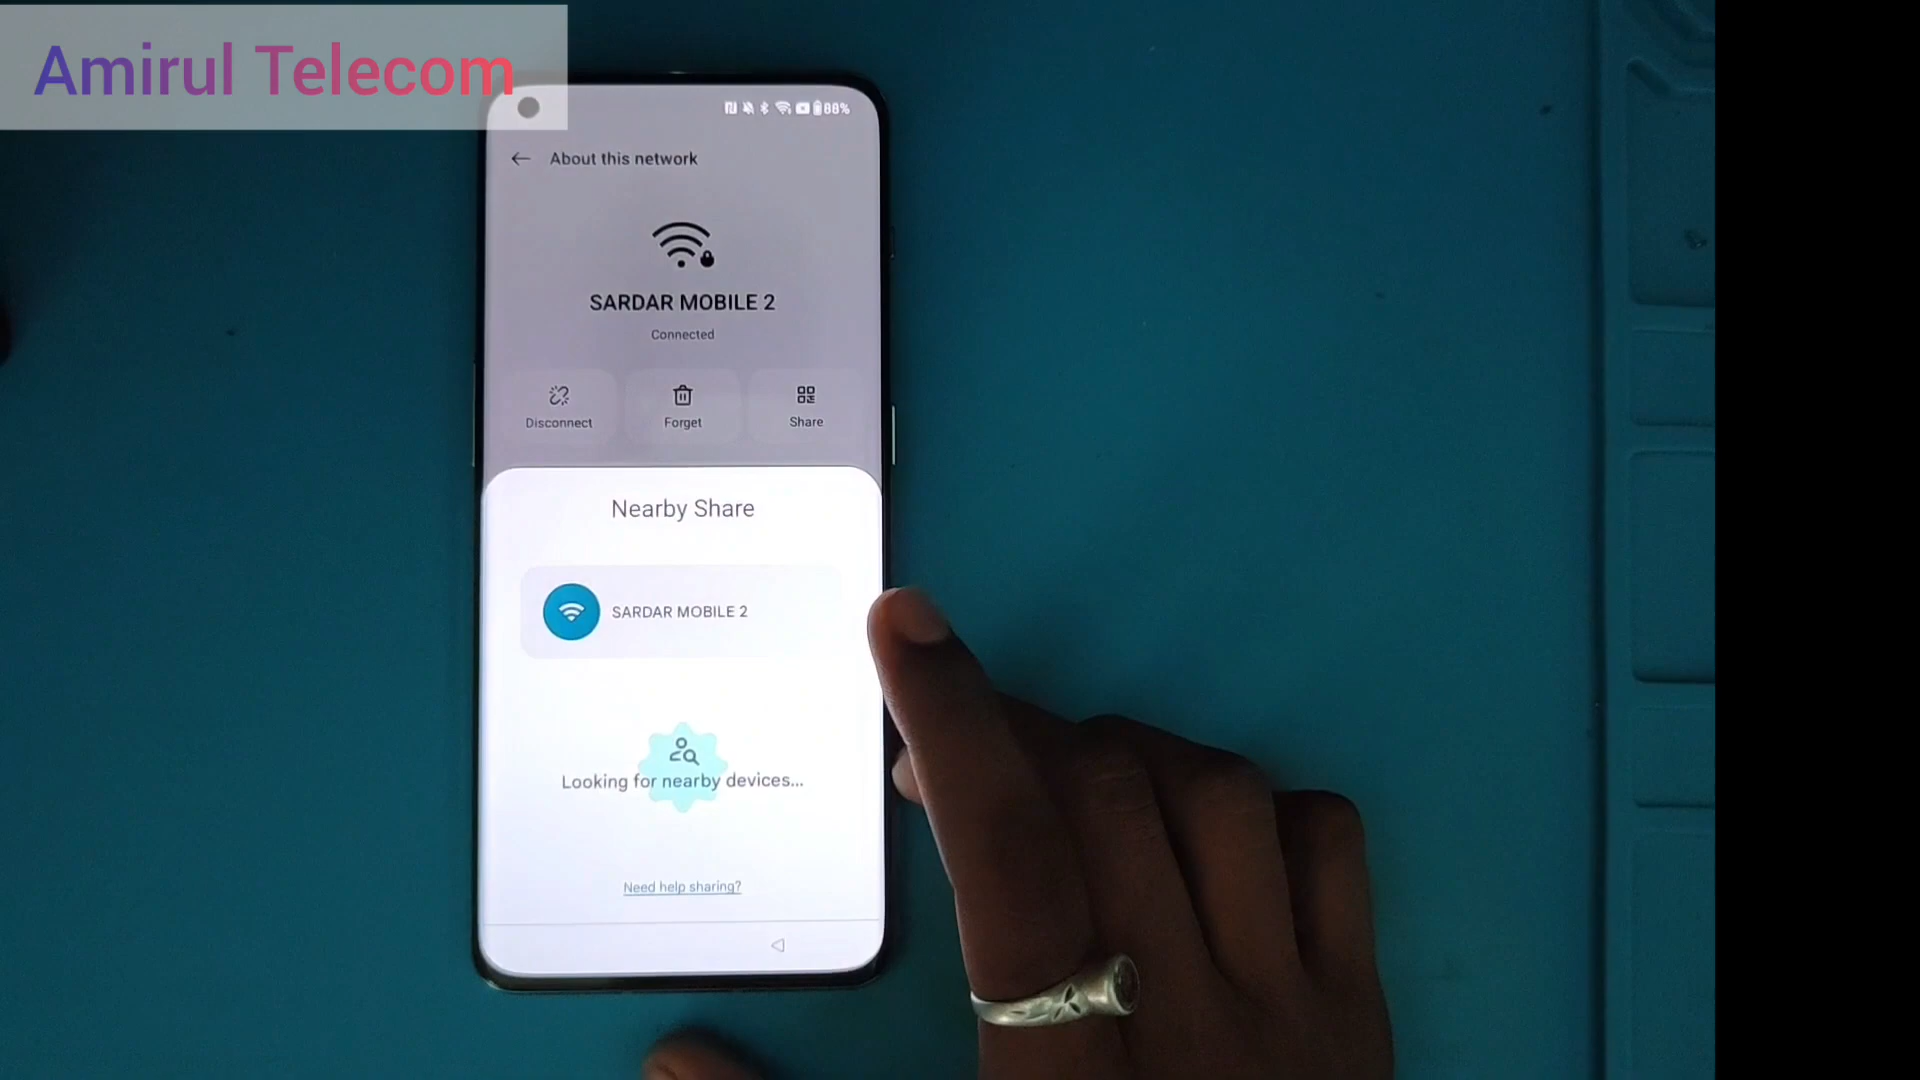 Amirul Telecom
88%
About this network
SARDAR MOBILE 2
Connected
Disconnect
Forget
Share
Nearby Share
SARDAR MOBILE 2
Looking for nearby devices...
Need help sharing?